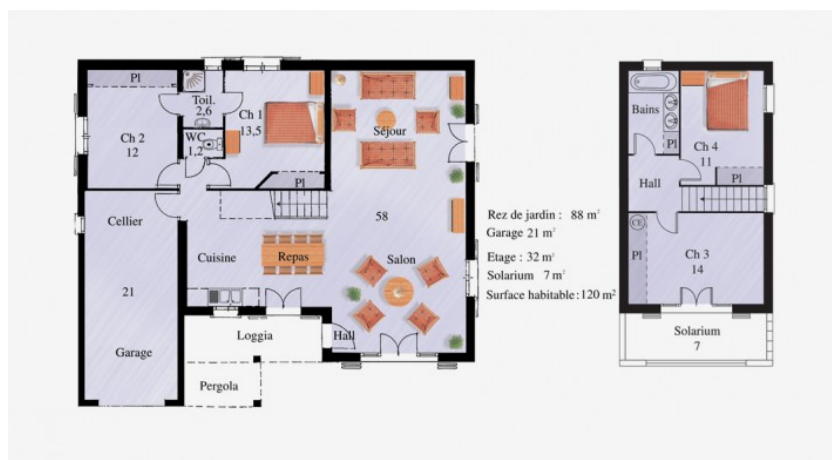 Pl
Toil.
2,6
Ch 1
13,5
Ch 2
12
WC
1,2
Pl
Séjour
58
Cellier
Cuisine
Repas
Salon
21
Garage
Loggia
Hall
Pergola
Rez de jardin : 88 m²
Garage 21 m²
Etage : 32 m²
Solarium 7 m²
Surface habitable : 120 m²
Bains
Pl
Ch 4
11
Pl
Hall
CE
Pl
Ch 3
14
Solarium
7